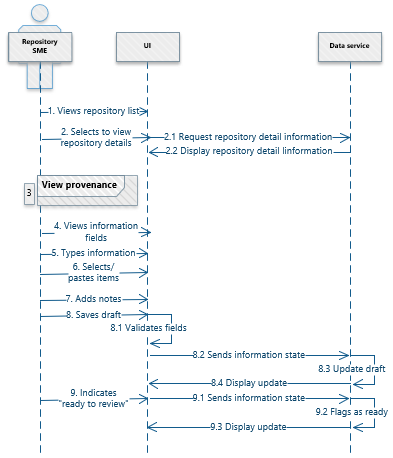 Repository
SME
UI
Data service
1. Views repository list
2. Selects to view
repository details
2.1 Request repository detail information
2.2 Display repository detail linformation
3
View provenance
4. Views information
fields
5. Types information
6. Selects/
pastes items
7. Adds notes
8. Saves draft
8.1 Validates fields
8.2 Sends information state
8.3 Update draft
8.4 Display update
9. Indicates
"ready to review"
9.1 Sends information state
9.2 Flags as ready
9.3 Display update